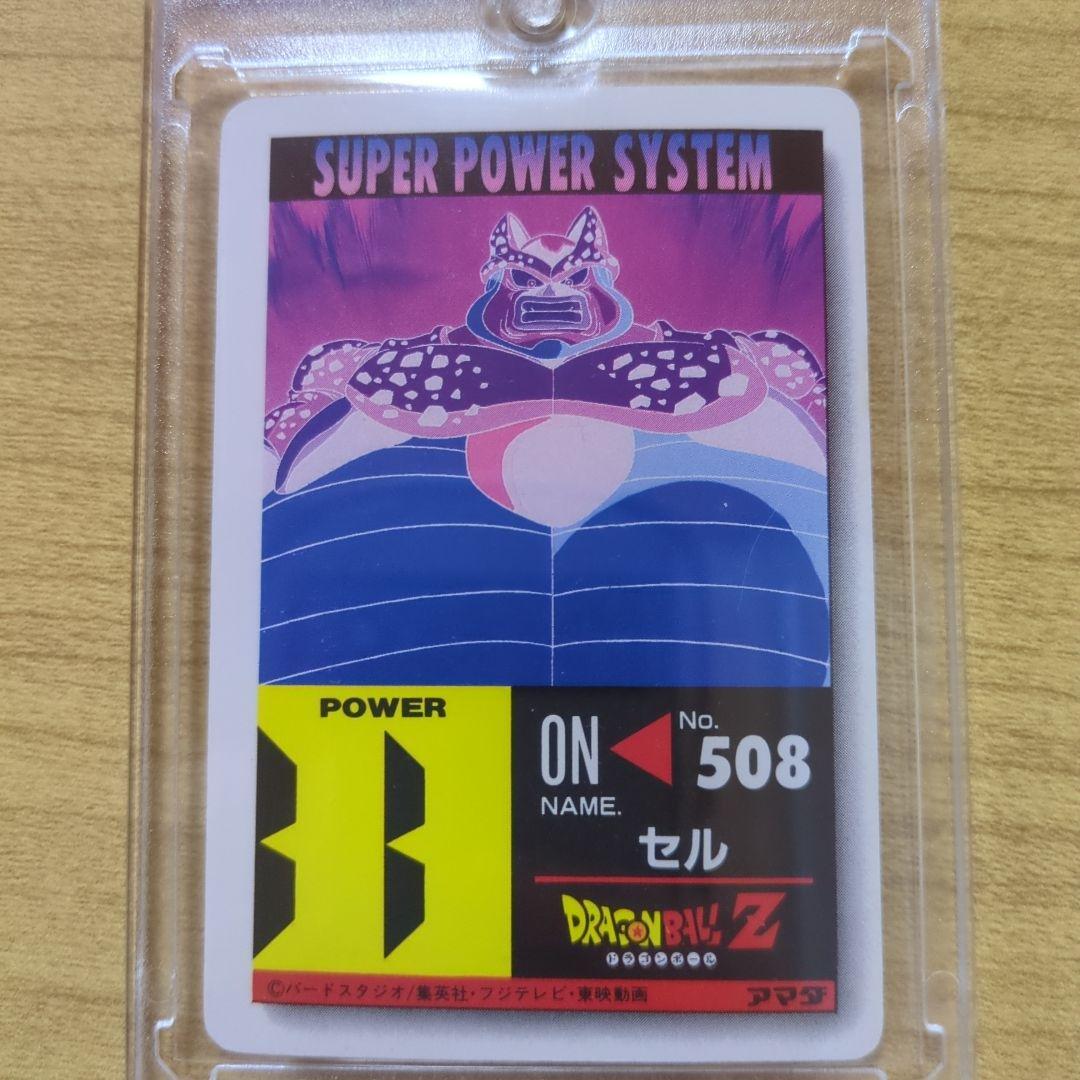 SUPER POWER SYSTEM
POWER
ON
No.
508
NAME.
セル
DRAGON BALL Z
ドラゴンボール
©バードスタジオ/集英社・フジテレビ・東映動画
アマダ